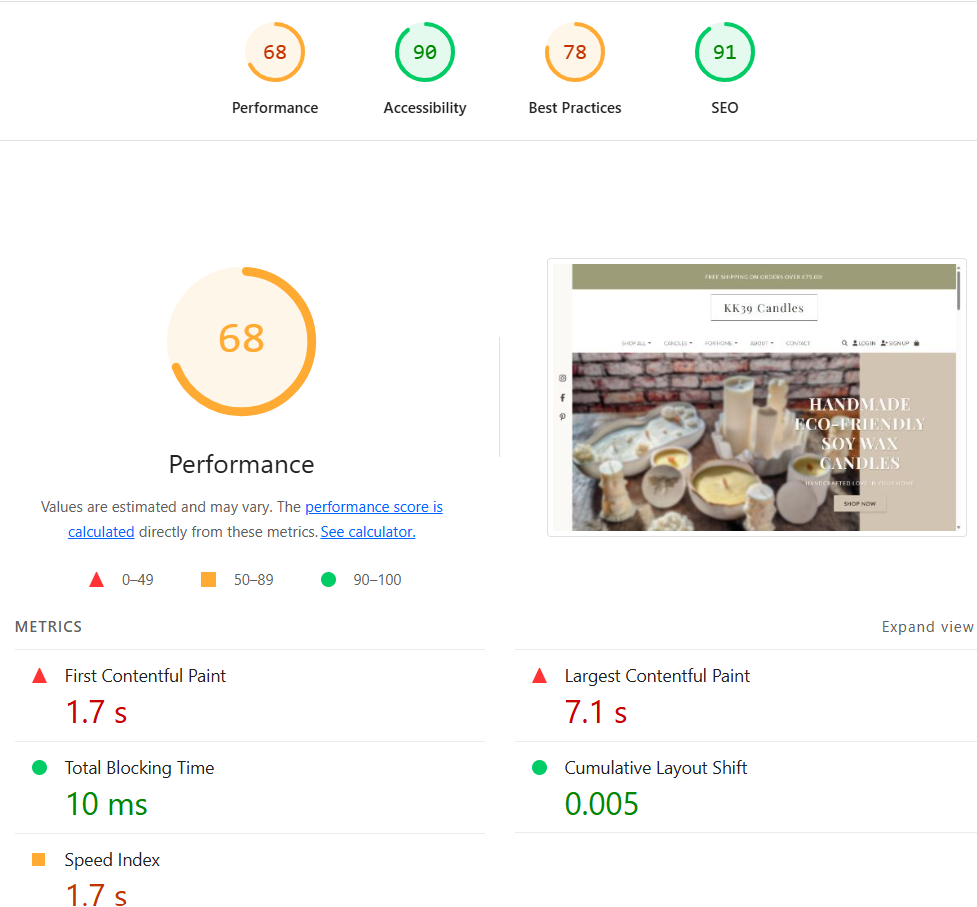 68
90
78
91
Performance
Accessibility
Best Practices
SEO
68
Performance
Values are estimated and may vary. The performance score is
calculated directly from these metrics. See calculator.
0–49
50–89
90–100
FREE SHIPPING ON ORDERS OVER £75.00!
KK39 Candles
SHOP ALL
CANDLES
FOR HOME
ABOUT
CONTACT
LOGIN
SIGN UP
HANDMADE
ECO-FRIENDLY
SOY WAX
CANDLES
HANDCRAFTED LOVE IN YOUR HOME
SHOP NOW
METRICS
Expand view
First Contentful Paint
1.7 s
Largest Contentful Paint
7.1 s
Total Blocking Time
10 ms
Cumulative Layout Shift
0.005
Speed Index
1.7 s